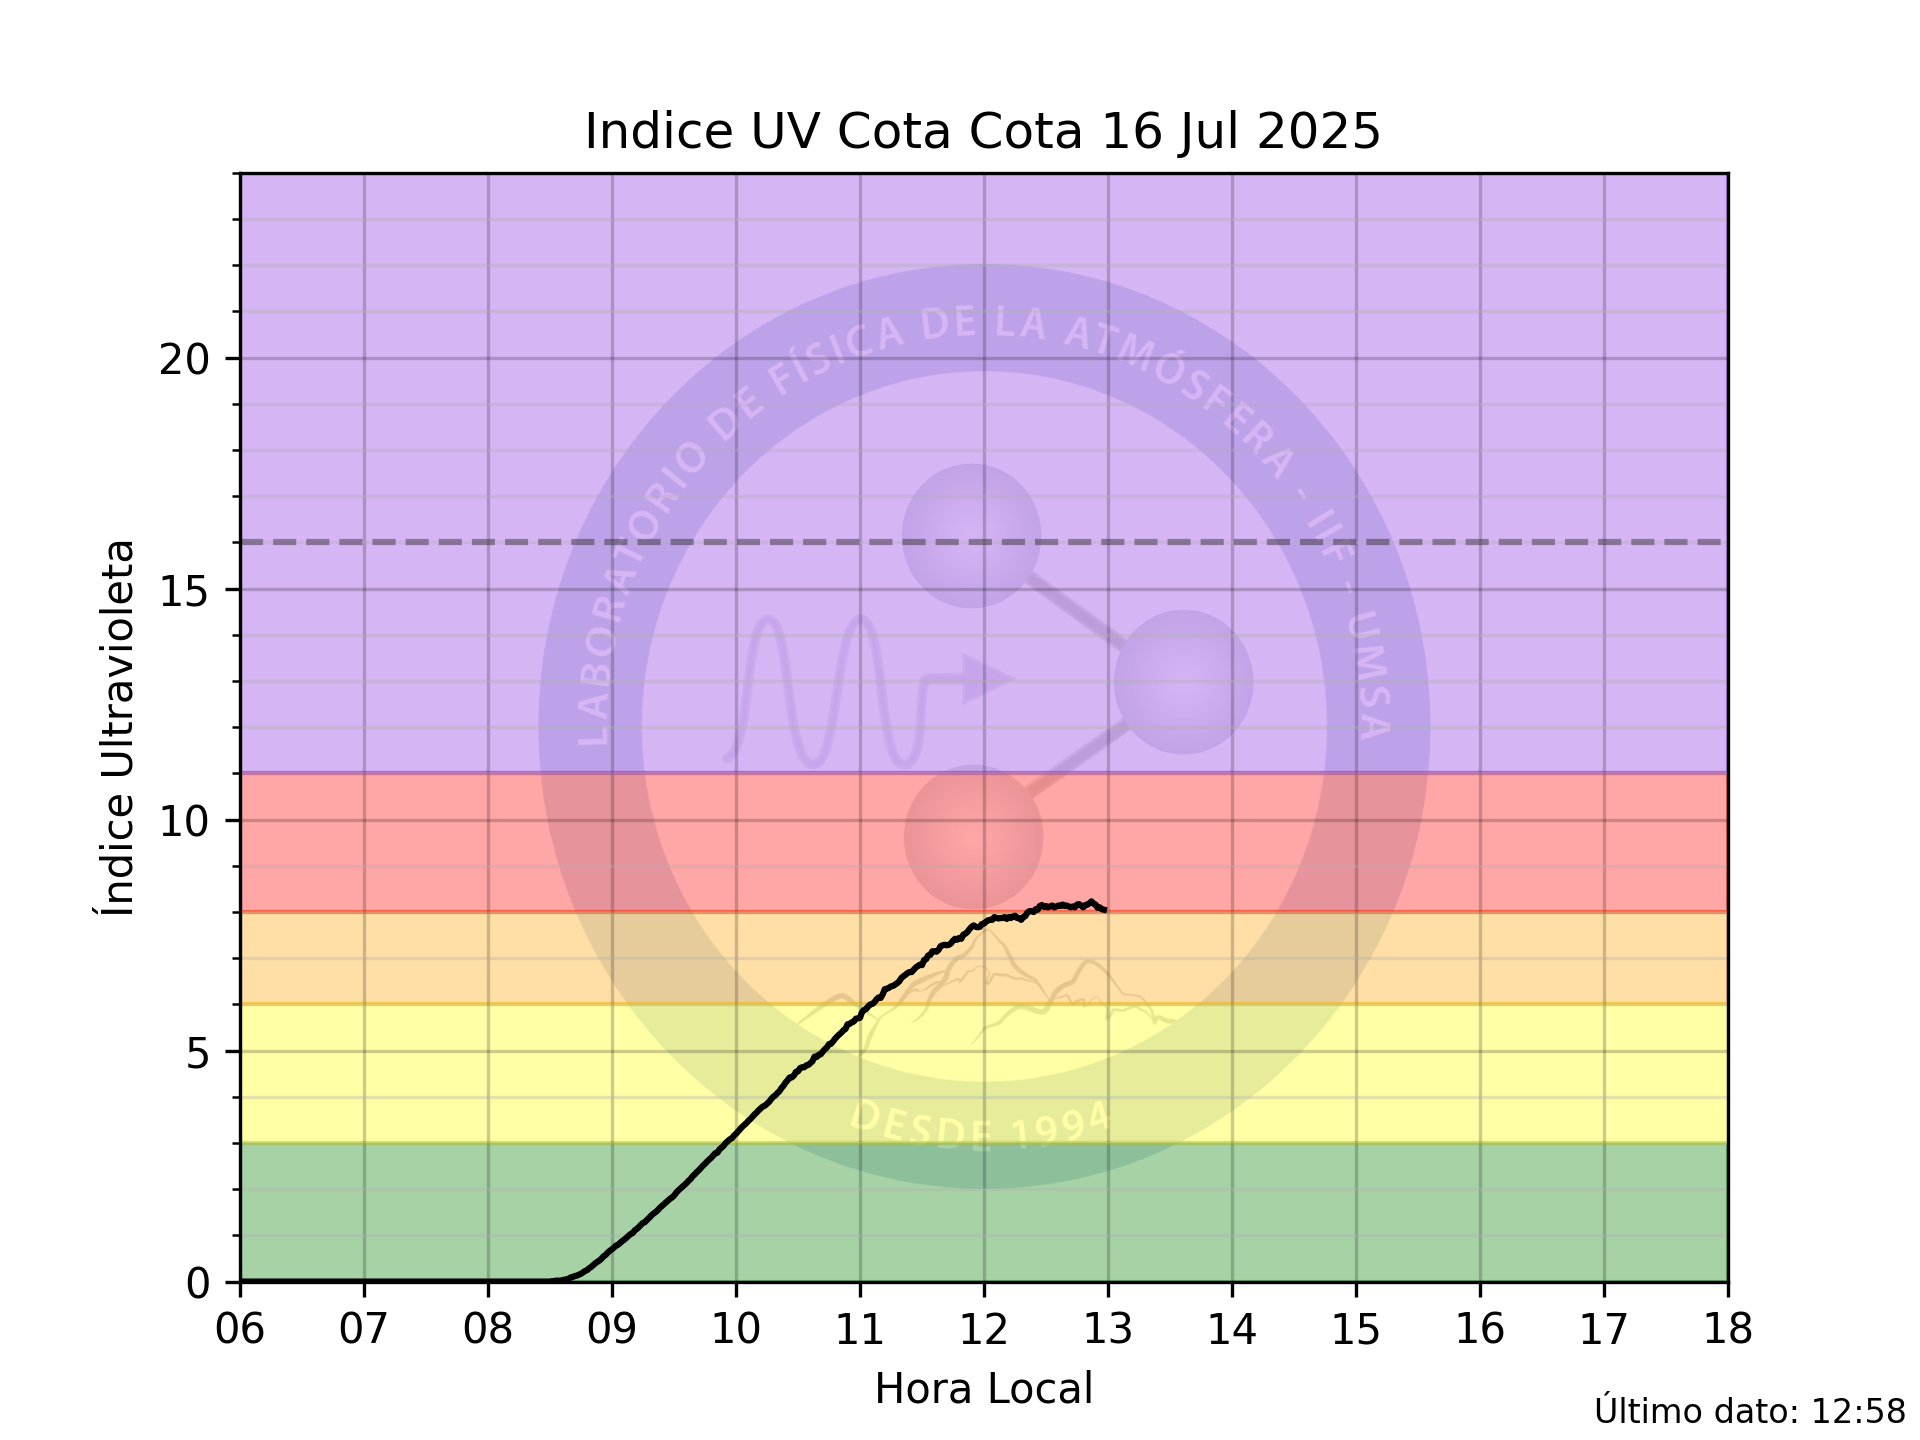 Indice UV Cota Cota 16 Jul 2025
LABORATORIO DE FÍSICA DE LA ATMÓSFERA - IIF - UMSA
DESDE 1994
Índice Ultravioleta
20
15
10
5
0
06 07 08 09 10 11 12 13 14 15 16 17 18
Hora Local
Último dato: 12:58